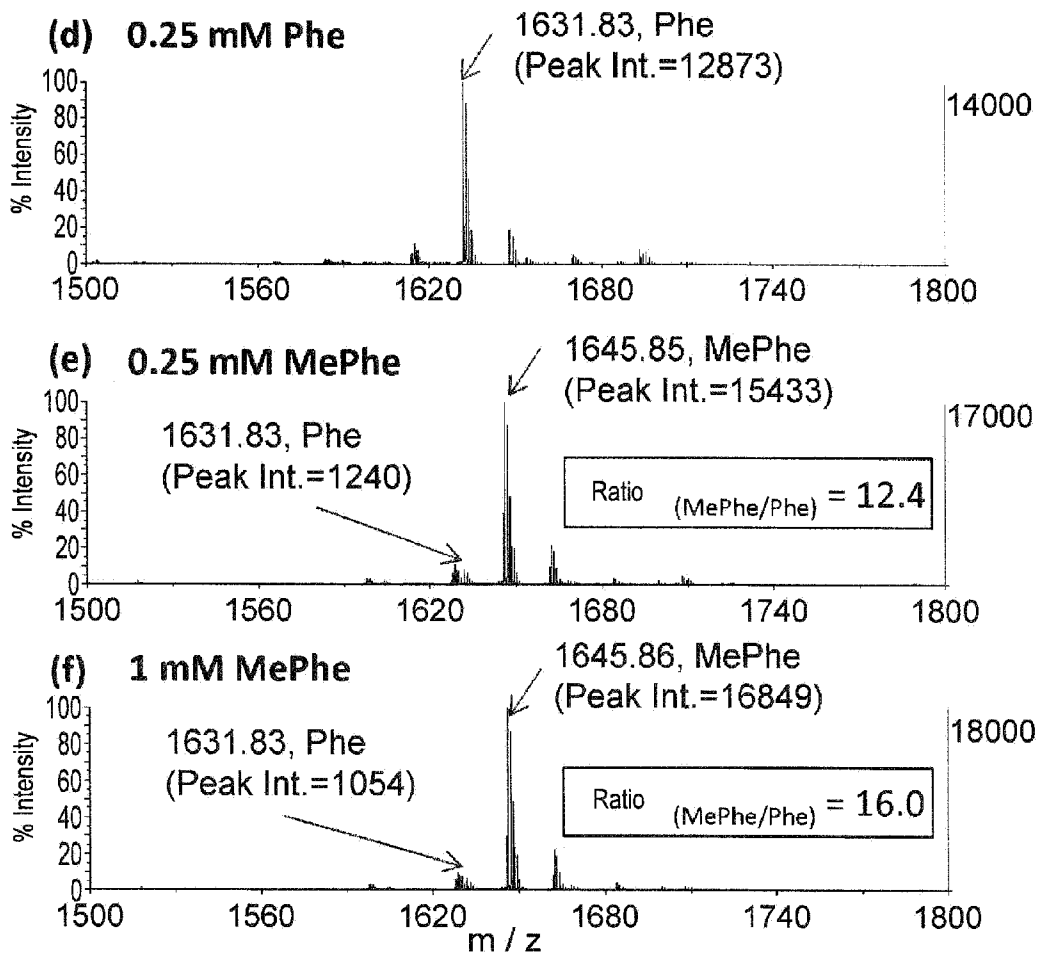 (d) 0.25 mM Phe
1631.83, Phe
(Peak Int.=12873)
14000
% Intensity
100
80
60
40
20
0
1500 1560 1620 1680 1740 1800
(e) 0.25 mM MePhe
1645.85, MePhe
(Peak Int.=15433)
17000
1631.83, Phe
(Peak Int.=1240)
Ratio (MePhe/Phe) = 12.4
% Intensity
100
80
60
40
20
0
1500 1560 1620 1680 1740 1800
(f) 1 mM MePhe
1645.86, MePhe
(Peak Int.=16849)
18000
1631.83, Phe
(Peak Int.=1054)
Ratio (MePhe/Phe) = 16.0
% Intensity
100
80
60
40
20
0
1500 1560 1620 1680 1740 1800
m / z